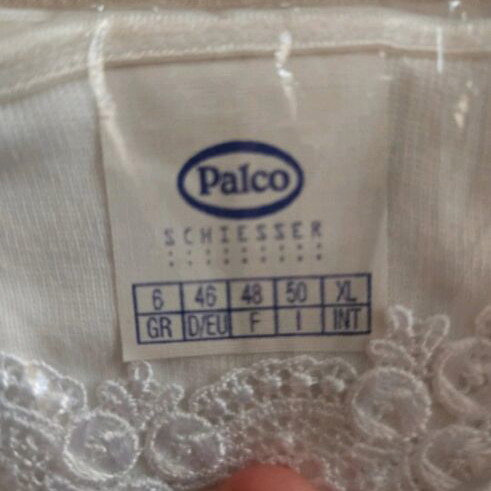 Palco
SCHIESSER
6 46 48 50 XL
GR D/EU F I INT